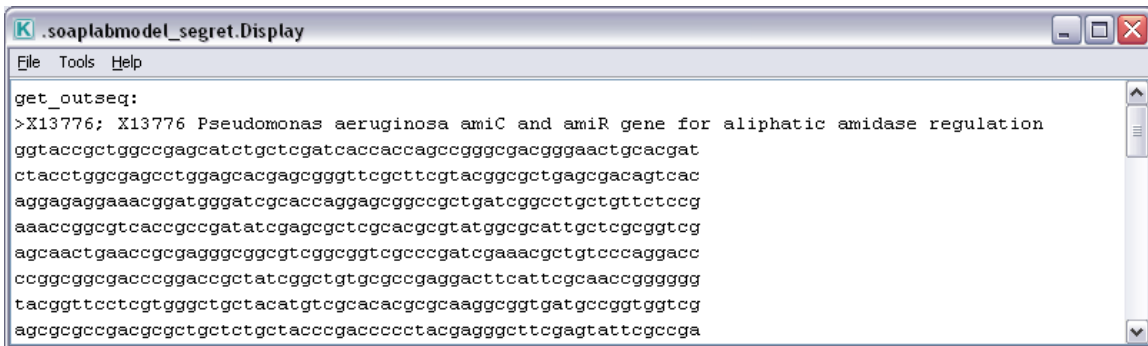 K .soaplabmodel_segret.Display
File Tools Help
get_outseq:
>X13776; X13776 Pseudomonas aeruginosa amiC and amiR gene for aliphatic amidase regulation
ggtaccgctggccgagcatctgctcgatcaccaccagccgggcgacgggaactgcacgat
ctacctggcgagcctggagcacgagcgggttcgcttcgtacggcgctgagcgacagtcac
aggagaggaaacggatgggatcgcaccaggagcggccgctgatcggcctgctgttctccg
aaaccggcgtcaccgccgatatcgagcgctcgcacgcgtatggcgcattgctcgcggtcg
agcaactgaaccgcgagggcggcgtcggcggtcgcccgatcgaaacgctgtcccaggacc
ccggcggcgacccggaccgctatcggctgtgcgccgaggacttcattcgcaaccgggggg
tacggttcctcgtgggctgctacatgtcgcacacgcgcaaggcggtgatgccggtggtcg
agcgcgccgacgcgctgctctgctacccgaccccctacgagggcttcgagtattcgccga